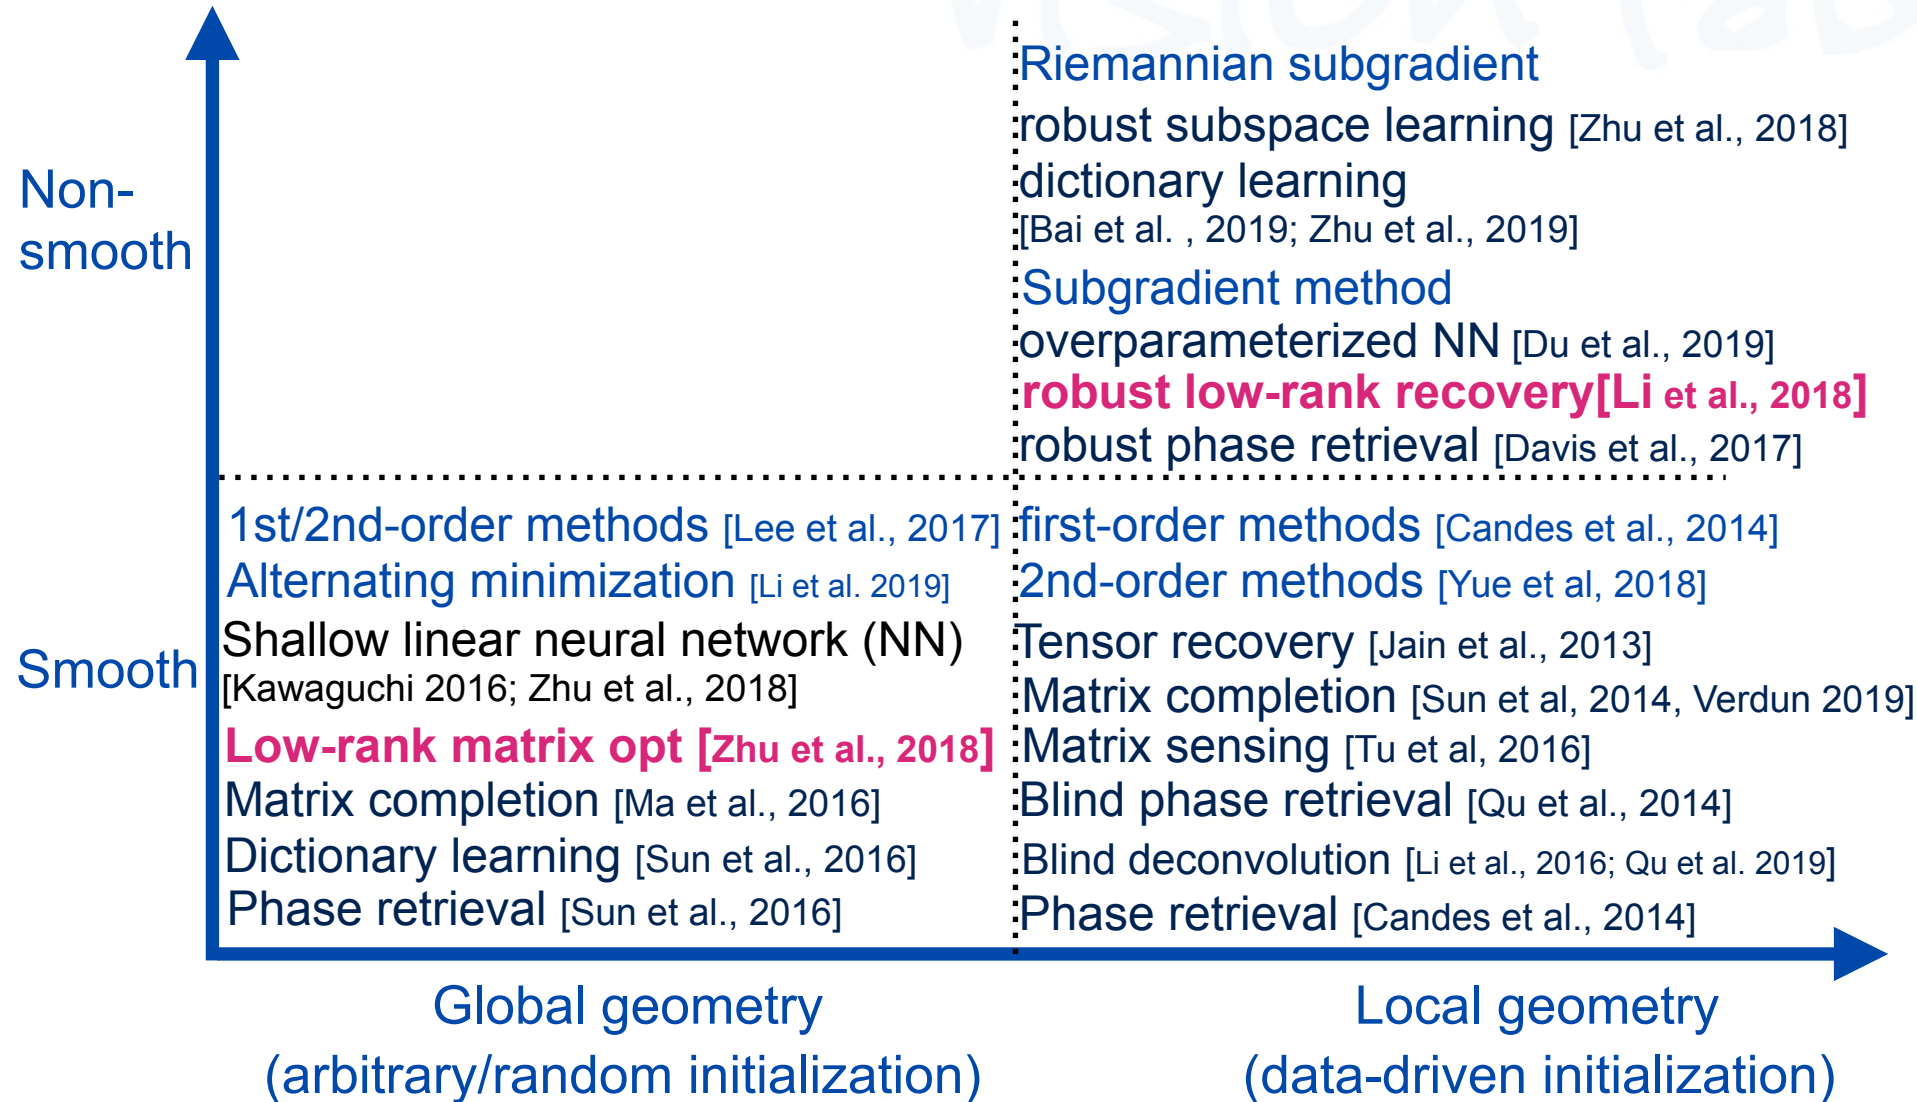 Vision Lab
Riemannian subgradient
robust subspace learning [Zhu et al., 2018]
dictionary learning
[Bai et al. , 2019; Zhu et al., 2019]
Subgradient method
overparameterized NN [Du et al., 2019]
robust low-rank recovery[Li et al., 2018]
robust phase retrieval [Davis et al., 2017]
Non-
smooth
1st/2nd-order methods [Lee et al., 2017]
Alternating minimization [Li et al. 2019]
Shallow linear neural network (NN)
[Kawaguchi 2016; Zhu et al., 2018]
Low-rank matrix opt [Zhu et al., 2018]
Matrix completion [Ma et al., 2016]
Dictionary learning [Sun et al., 2016]
Phase retrieval [Sun et al., 2016]
Smooth
first-order methods [Candes et al., 2014]
2nd-order methods [Yue et al, 2018]
Tensor recovery [Jain et al., 2013]
Matrix completion [Sun et al, 2014, Verdun 2019]
Matrix sensing [Tu et al, 2016]
Blind phase retrieval [Qu et al., 2014]
Blind deconvolution [Li et al., 2016; Qu et al. 2019]
Phase retrieval [Candes et al., 2014]
Global geometry
(arbitrary/random initialization)
Local geometry
(data-driven initialization)